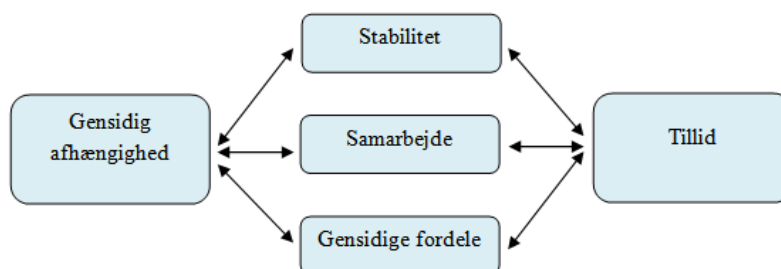 Stabilitet
Gensidig
afhængighed
Samarbejde
Tillid
Gensidige fordele